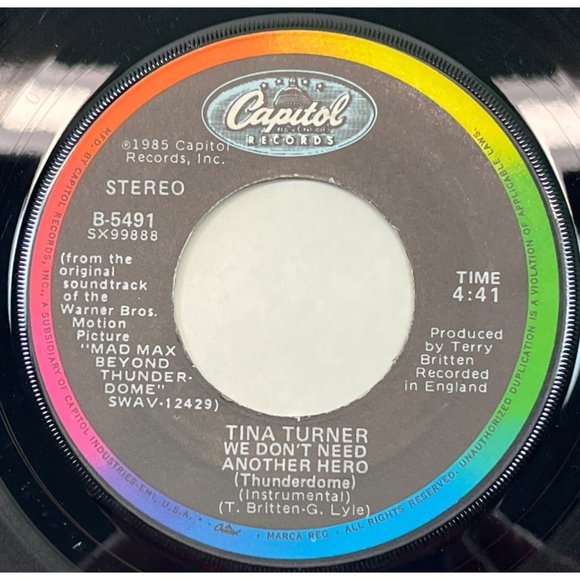 Capitol
REG. U.S. PAT. OFF.
RECORDS
℗1985 Capitol
Records, Inc.
STEREO
B-5491
SX99888
(from the
original
soundtrack
of the
Warner Bros.
Motion
Picture
"MAD MAX
BEYOND
THUNDER-
DOME"
SWAV-12429)
TIME
4:41
Produced
by Terry
Britten
Recorded
in England
TINA TURNER
WE DON'T NEED
ANOTHER HERO
(Thunderdome)
(Instrumental)
(T. Britten-G. Lyle)
MFD. BY CAPITOL RECORDS, INC., A SUBSIDIARY OF CAPITOL INDUSTRIES-EMI, U.S.A. • Capitol • MARCA REG. • ALL RIGHTS RESERVED. UNAUTHORIZED DUPLICATION IS A VIOLATION OF APPLICABLE LAWS.